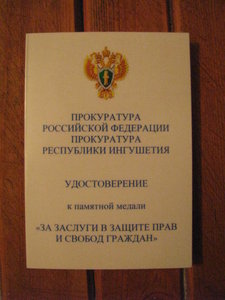 ПРОКУРАТУРА
РОССИЙСКОЙ ФЕДЕРАЦИИ
ПРОКУРАТУРА
РЕСПУБЛИКИ ИНГУШЕТИЯ
УДОСТОВЕРЕНИЕ
к памятной медали
«ЗА ЗАСЛУГИ В ЗАЩИТЕ ПРАВ
И СВОБОД ГРАЖДАН»